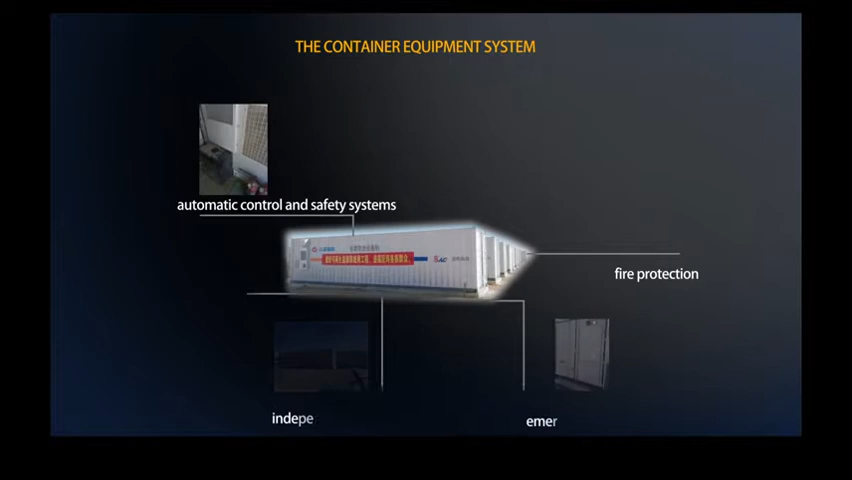 THE CONTAINER EQUIPMENT SYSTEM
automatic control and safety systems
fire protection
indepe
emer